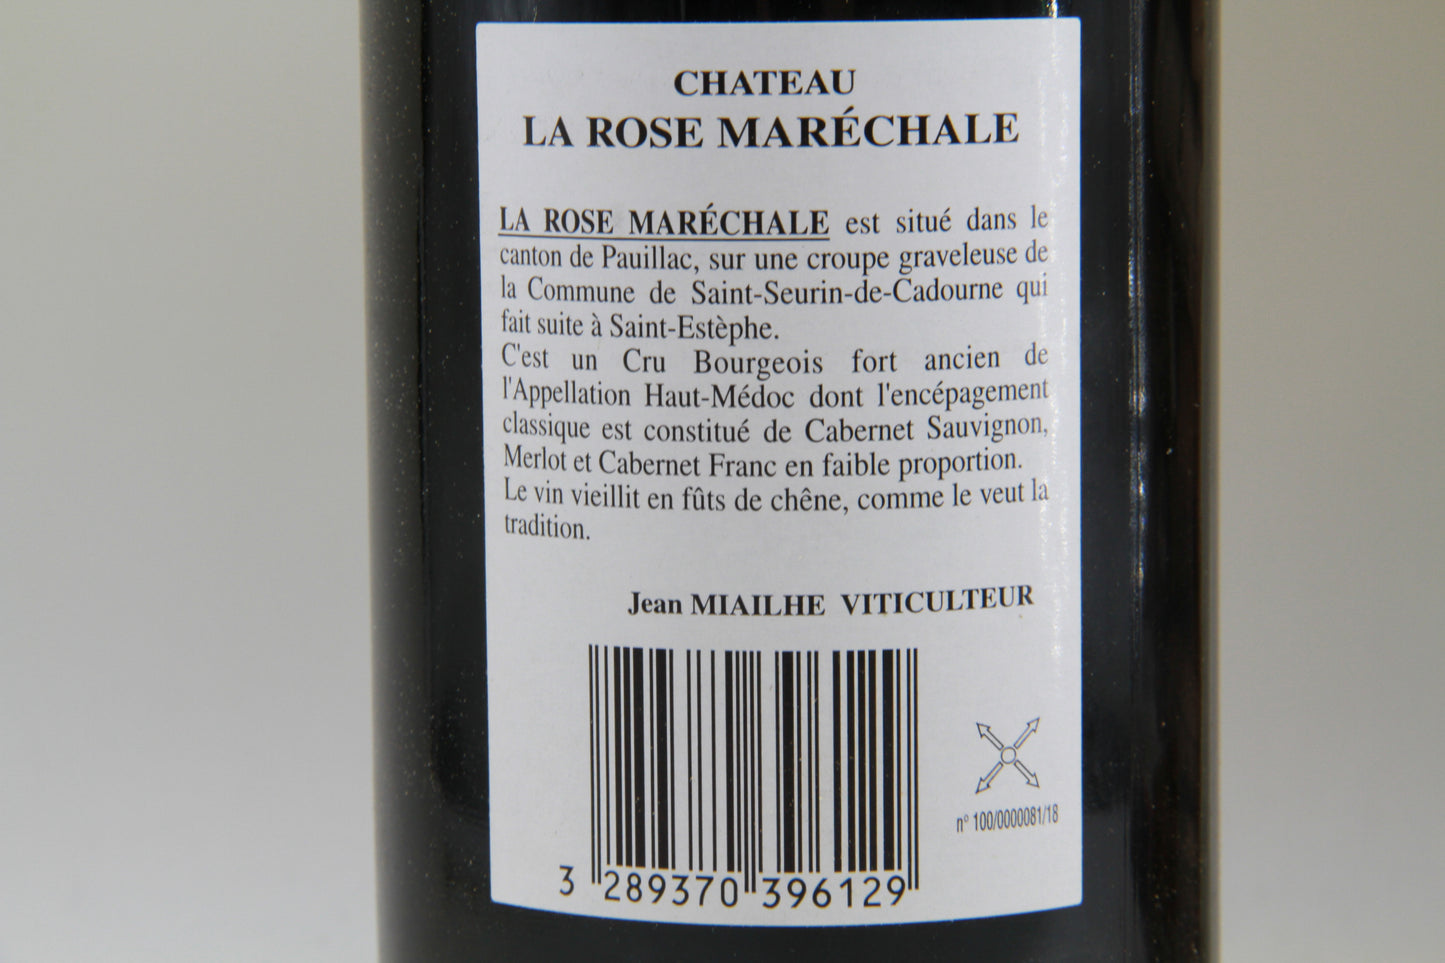 CHATEAU
LA ROSE MARÉCHALE
LA ROSE MARÉCHALE est situé dans le
canton de Pauillac, sur une croupe graveleuse de
la Commune de Saint-Seurin-de-Cadourne qui
fait suite à Saint-Estèphe.
C'est un Cru Bourgeois fort ancien de
l'Appellation Haut-Médoc dont l'encépagement
classique est constitué de Cabernet Sauvignon,
Merlot et Cabernet Franc en faible proportion.
Le vin vieillit en fûts de chêne, comme le veut la
tradition.
Jean MIAILHE VITICULTEUR
n° 100/0000081/18
3 289370 396129